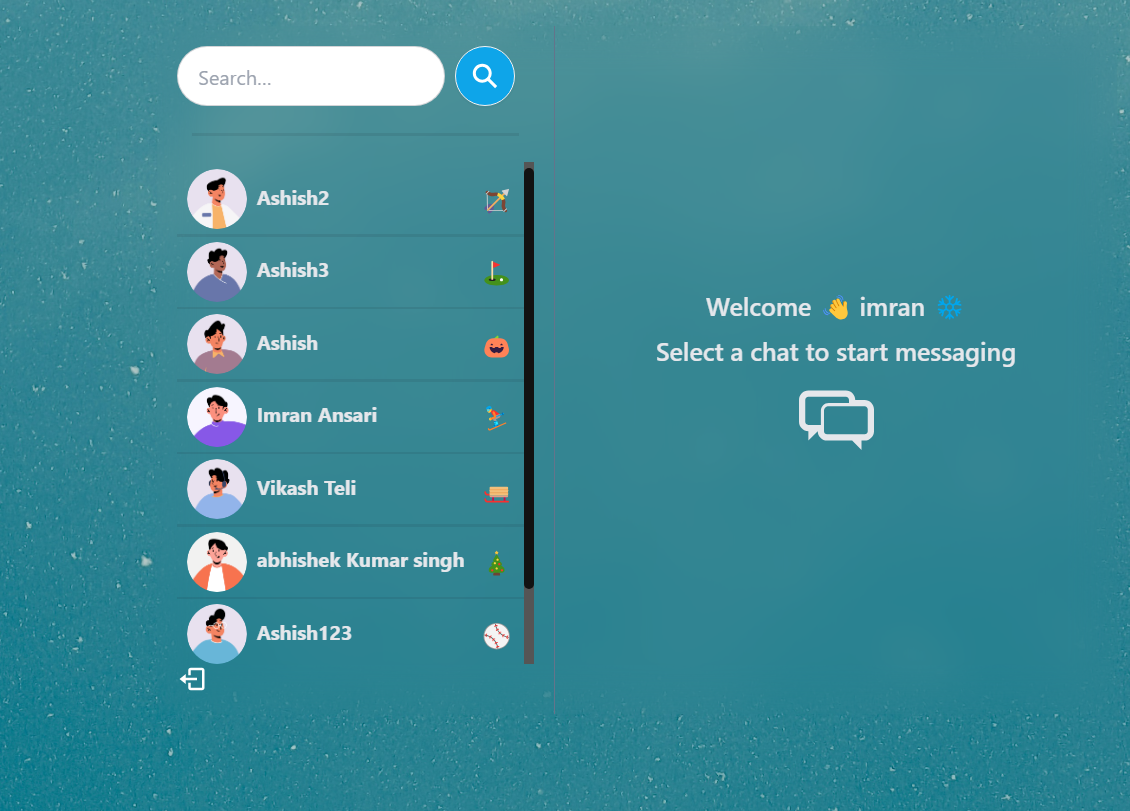 Search...
Ashish2
Ashish3
Ashish
Imran Ansari
Vikash Teli
abhishek Kumar singh
Ashish123
Welcome 👋 imran ❄
Select a chat to start messaging